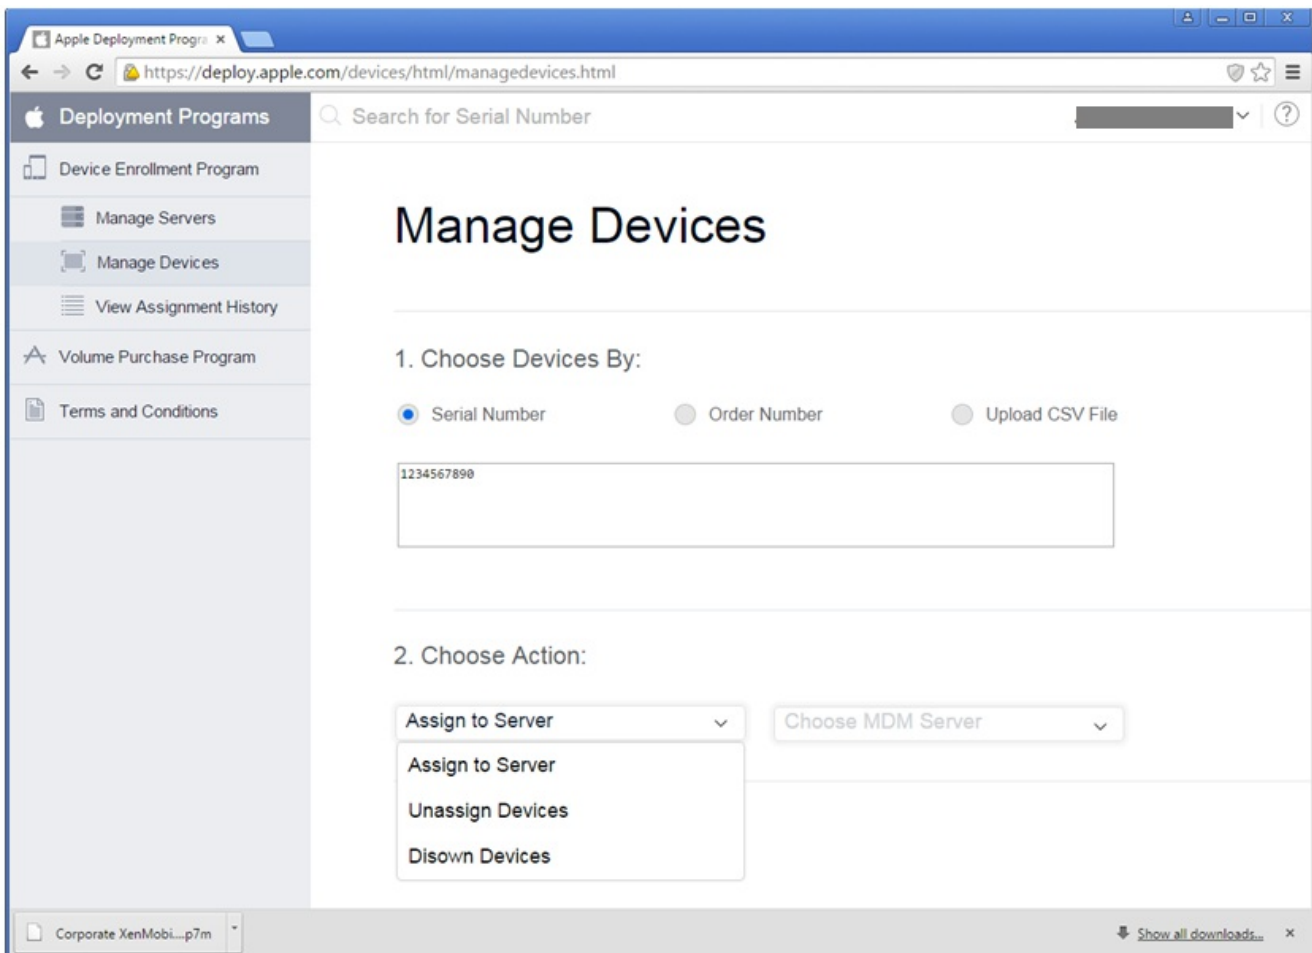 Apple Deployment Progra
https://deploy.apple.com/devices/html/managedevices.html
Deployment Programs
Search for Serial Number
Device Enrollment Program
Manage Servers
Manage Devices
View Assignment History
Volume Purchase Program
Terms and Conditions
Manage Devices
1. Choose Devices By:
Serial Number Order Number Upload CSV File
1234567890
2. Choose Action:
Assign to Server Choose MDM Server
Assign to Server
Unassign Devices
Disown Devices
Corporate XenMobi....p7m Show all downloads...